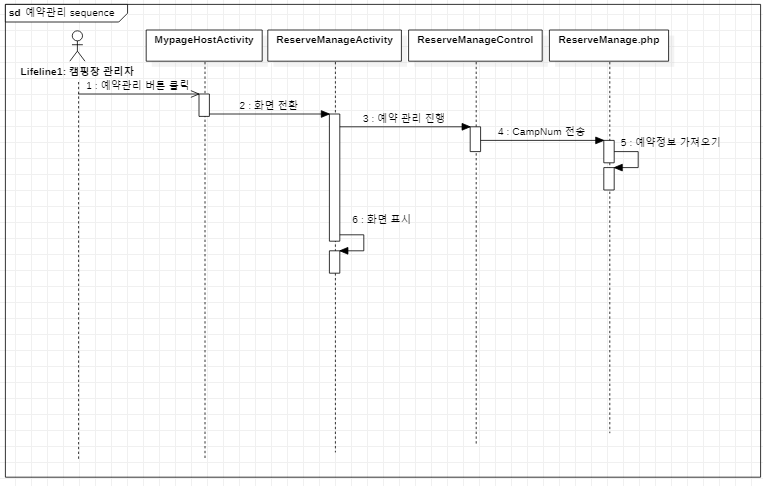 sd 예약관리 sequence
MypageHostActivity
ReserveManageActivity
ReserveManageControl
ReserveManage.php
Lifeline1: 캠핑장 관리자
1 : 예약관리 버튼 클릭
2 : 화면 전환
3 : 예약 관리 진행
4 : CampNum 전송
5 : 예약정보 가져오기
6 : 화면 표시